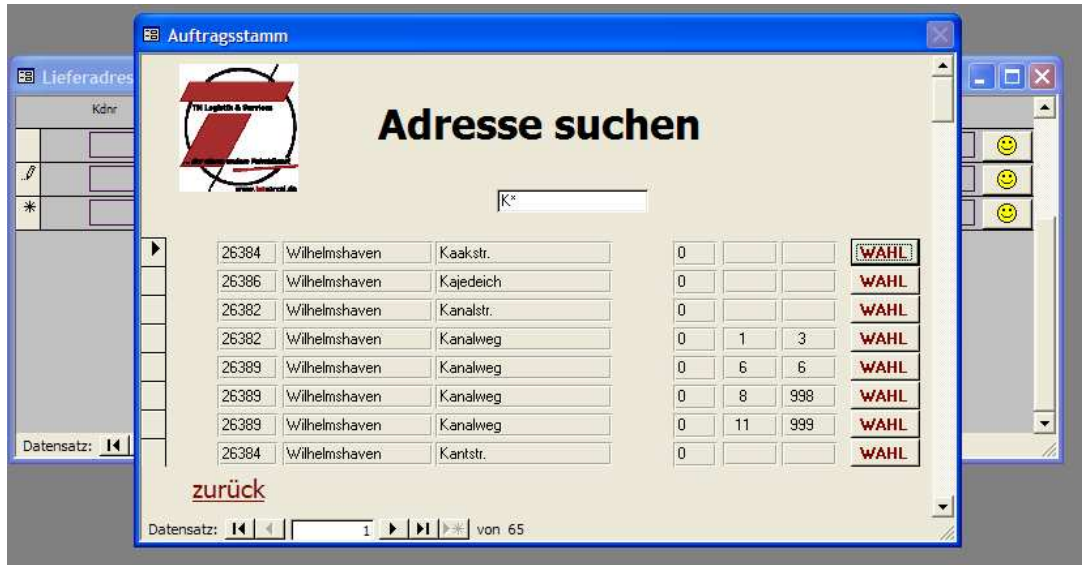 Auftragsstamm
Lieferadres
Kdnr
TN Logistik & Services
Adresse suchen
K*
26384 Wilhelmshaven Kaakstr. 0 WAHL
26386 Wilhelmshaven Kajedeich 0 WAHL
26382 Wilhelmshaven Kanalstr. 0 WAHL
26382 Wilhelmshaven Kanalweg 0 1 3 WAHL
26389 Wilhelmshaven Kanalweg 0 6 6 WAHL
26389 Wilhelmshaven Kanalweg 0 8 998 WAHL
26389 Wilhelmshaven Kanalweg 0 11 999 WAHL
26384 Wilhelmshaven Kantstr. 0 WAHL
Datensatz:
zurück
Datensatz: 1 von 65